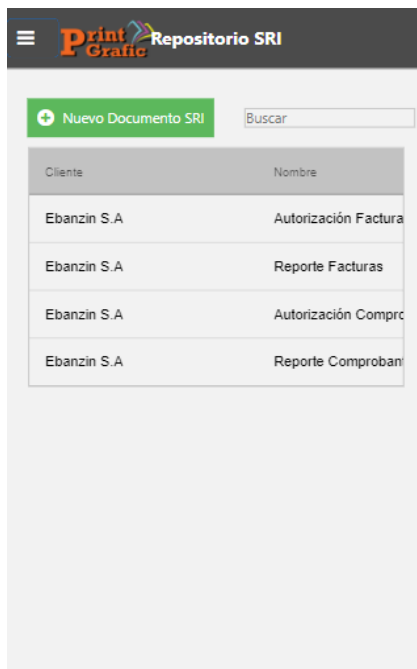 Print
Grafic
Repositorio SRI
Nuevo Documento SRI
Buscar
Cliente Nombre
Ebanzin S.A Autorización Factura
Ebanzin S.A Reporte Facturas
Ebanzin S.A Autorización Compro
Ebanzin S.A Reporte Comproban